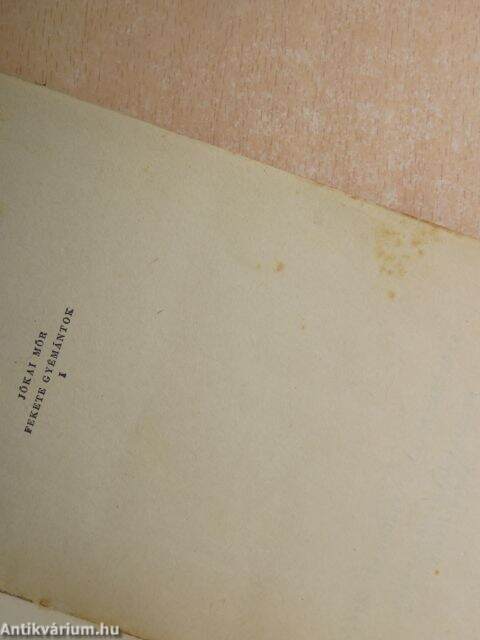 JÓKAI MÓR
FEKETE GYÉMÁNTOK
I
Antikvárium.hu